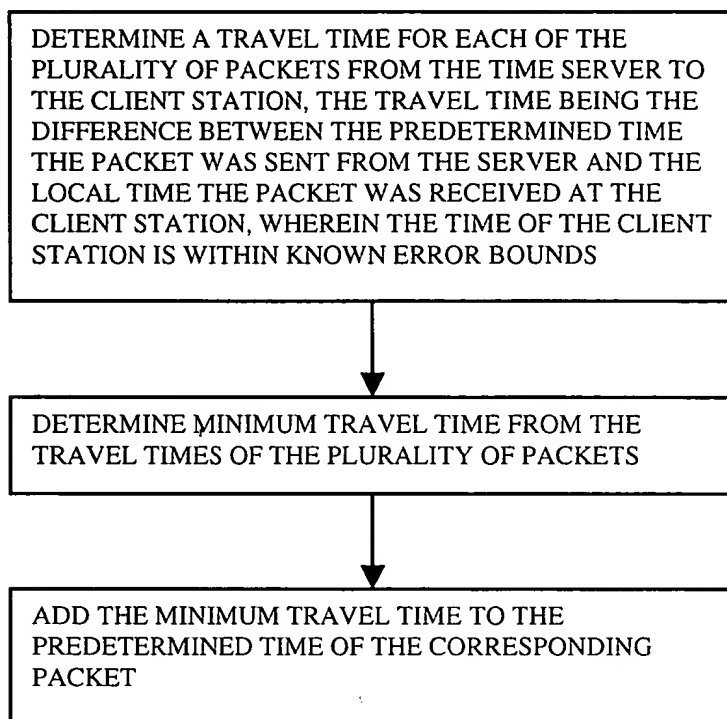 DETERMINE A TRAVEL TIME FOR EACH OF THE
PLURALITY OF PACKETS FROM THE TIME SERVER TO
THE CLIENT STATION, THE TRAVEL TIME BEING THE
DIFFERENCE BETWEEN THE PREDETERMINED TIME
THE PACKET WAS SENT FROM THE SERVER AND THE
LOCAL TIME THE PACKET WAS RECEIVED AT THE
CLIENT STATION, WHEREIN THE TIME OF THE CLIENT
STATION IS WITHIN KNOWN ERROR BOUNDS
DETERMINE MINIMUM TRAVEL TIME FROM THE
TRAVEL TIMES OF THE PLURALITY OF PACKETS
ADD THE MINIMUM TRAVEL TIME TO THE
PREDETERMINED TIME OF THE CORRESPONDING
PACKET